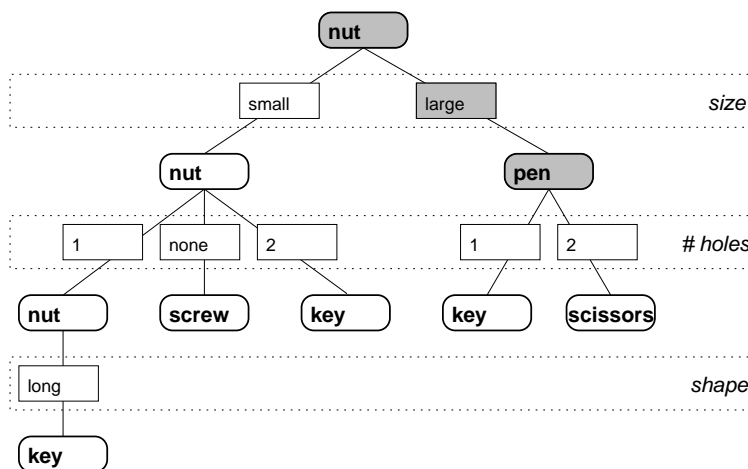 nut
small large size
nut pen
1 none 2 1 2 # holes
nut screw key key scissors
long shape
key